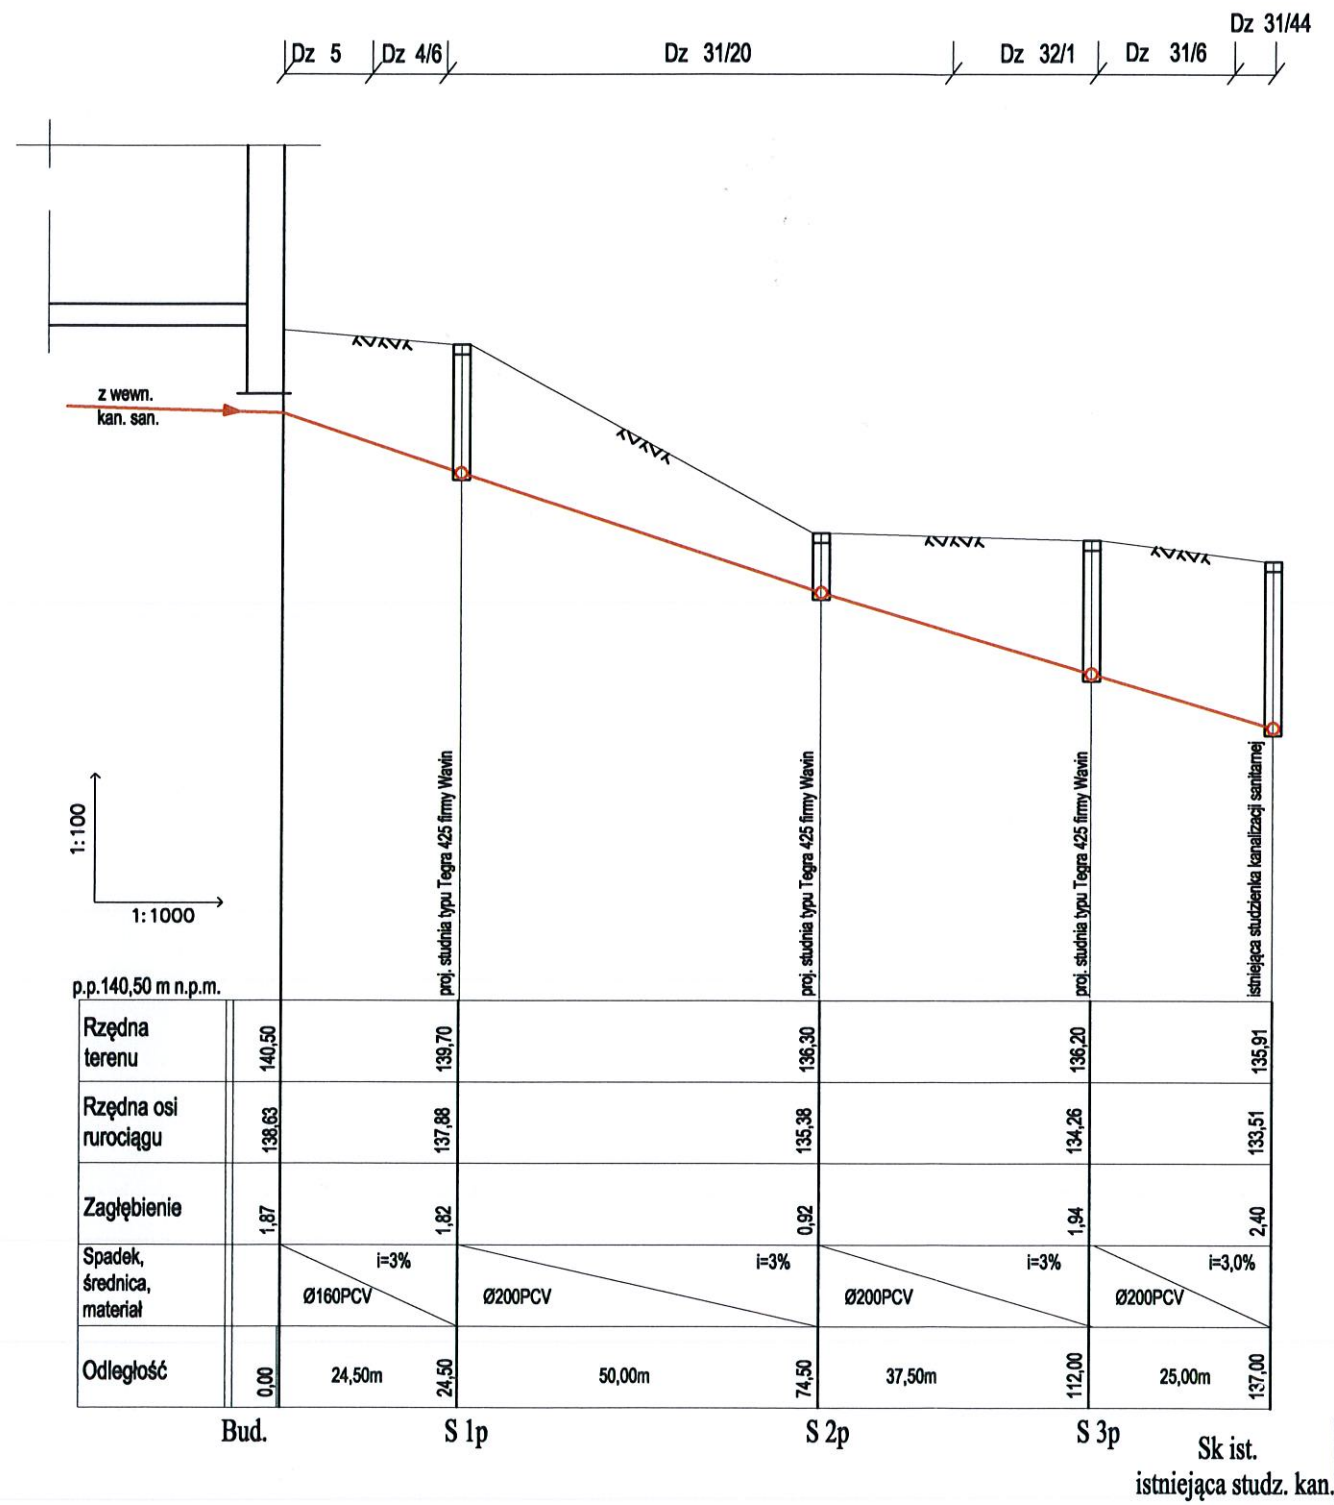 Dz 31/44
Dz 5
Dz 4/6
Dz 31/20
Dz 32/1
Dz 31/6
z wewn.
kan. san.
1:100
1:1000
proj. studnia typu Tegra 425 firmy Wavin
proj. studnia typu Tegra 425 firmy Wavin
proj. studnia typu Tegra 425 firmy Wavin
istniejąca studzienka kanalizacji sanitarnej
p.p.140,50 m n.p.m.
Rzędna
terenu
140,50
139,70
136,30
136,20
135,91
Rzędna osi
rurociągu
138,63
137,88
135,38
134,26
133,51
Zagłębienie
1,87
1,82
0,92
1,94
2,40
Spadek,
średnica,
materiał
i=3%
Ø160PCV
i=3%
Ø200PCV
i=3%
Ø200PCV
i=3,0%
Ø200PCV
Odległość
0,00
24,50m
24,50
50,00m
74,50
37,50m
112,00
25,00m
137,00
Bud.
S 1p
S 2p
S 3p
Sk ist.
istniejąca studz. kan.